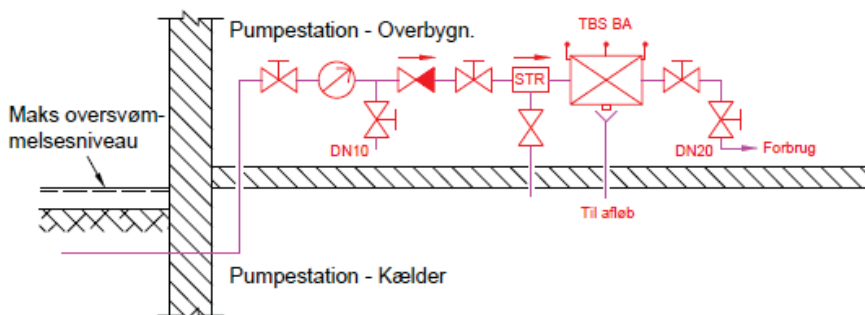 Pumpestation - Overbygn.
TBS BA
STR
Maks oversvøm-
melsesniveau
DN10
DN20
Forbrug
Til afløb
Pumpestation - Kælder